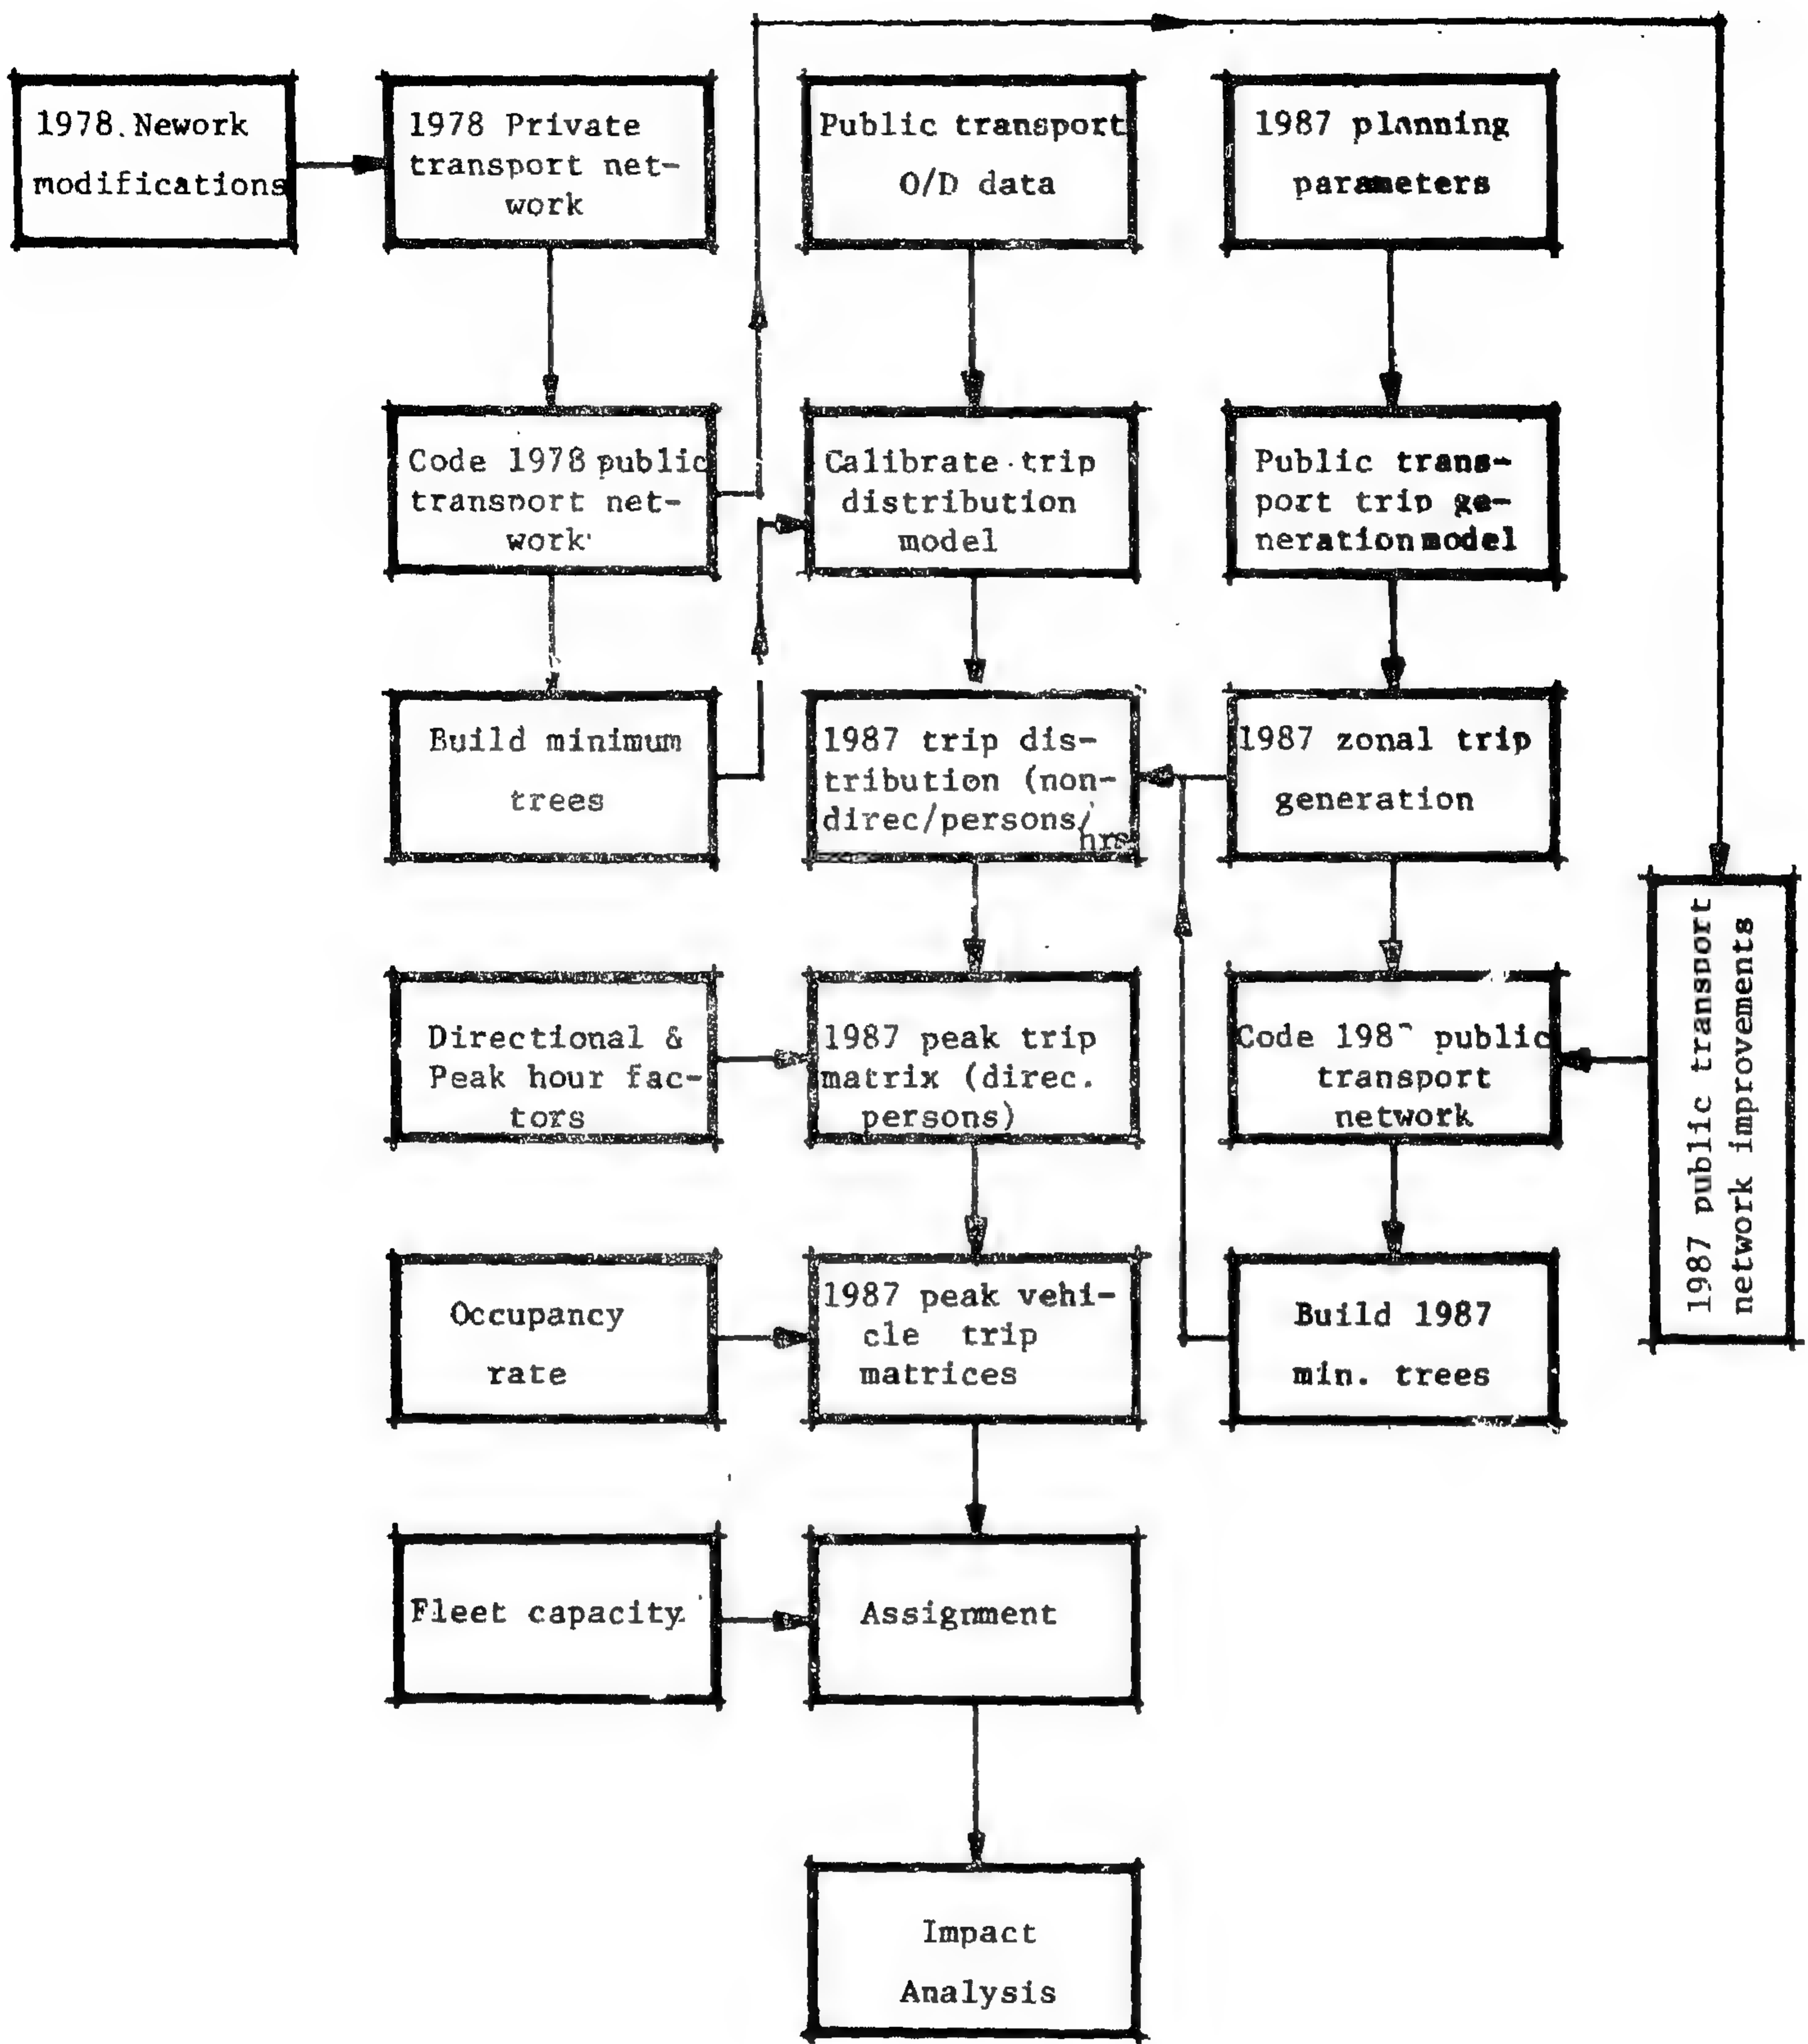 1978. Nework
modifications
1978 Private
transport net-
work
Public transport
O/D data
1987 planning
parameters
Code 1978 public
transport net-
work
Calibrate trip
distribution
model
Public trans-
port trip ge-
neration model
Build minimum
trees
1987 trip dis-
tribution (non-
direc/persons/
hrs
1987 zonal trip
generation
1987 public transport
network improvements
Directional &
Peak hour fac-
tors
1987 peak trip
matrix (direc.
persons)
Code 198 public
transport
network
Occupancy
rate
1987 peak vehi-
cle trip
matrices
Build 1987
min. trees
Fleet capacity
Assignment
Impact
Analysis